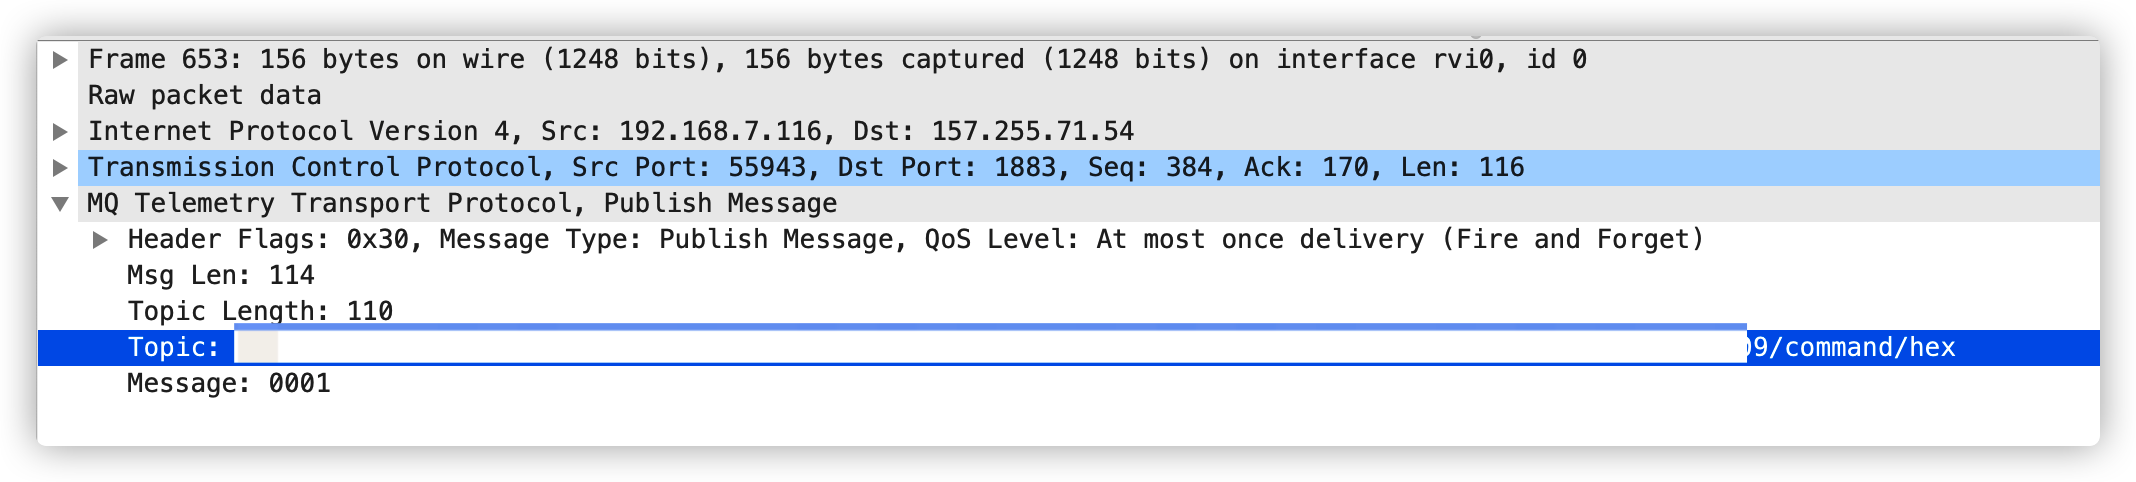 Frame 653: 156 bytes on wire (1248 bits), 156 bytes captured (1248 bits) on interface rvi0, id 0
Raw packet data
Internet Protocol Version 4, Src: 192.168.7.116, Dst: 157.255.71.54
Transmission Control Protocol, Src Port: 55943, Dst Port: 1883, Seq: 384, Ack: 170, Len: 116
MQ Telemetry Transport Protocol, Publish Message
Header Flags: 0x30, Message Type: Publish Message, QoS Level: At most once delivery (Fire and Forget)
Msg Len: 114
Topic Length: 110
Topic: 9/command/hex
Message: 0001